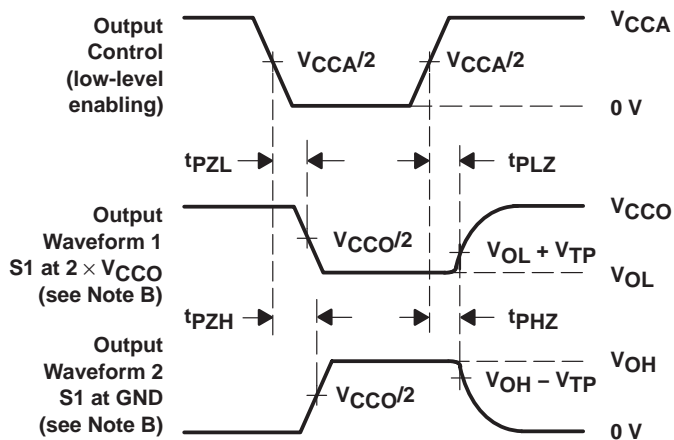 Output
Control
(low-level
enabling)
VCCA
VCCA/2
VCCA/2
0 V
tPZL
tPLZ
Output
Waveform 1
S1 at 2 × VCCO
(see Note B)
VCCO
VCCO/2
VOL + VTP
VOL
tPZH
tPHZ
Output
Waveform 2
S1 at GND
(see Note B)
VOH
VOH − VTP
VCCO/2
0 V